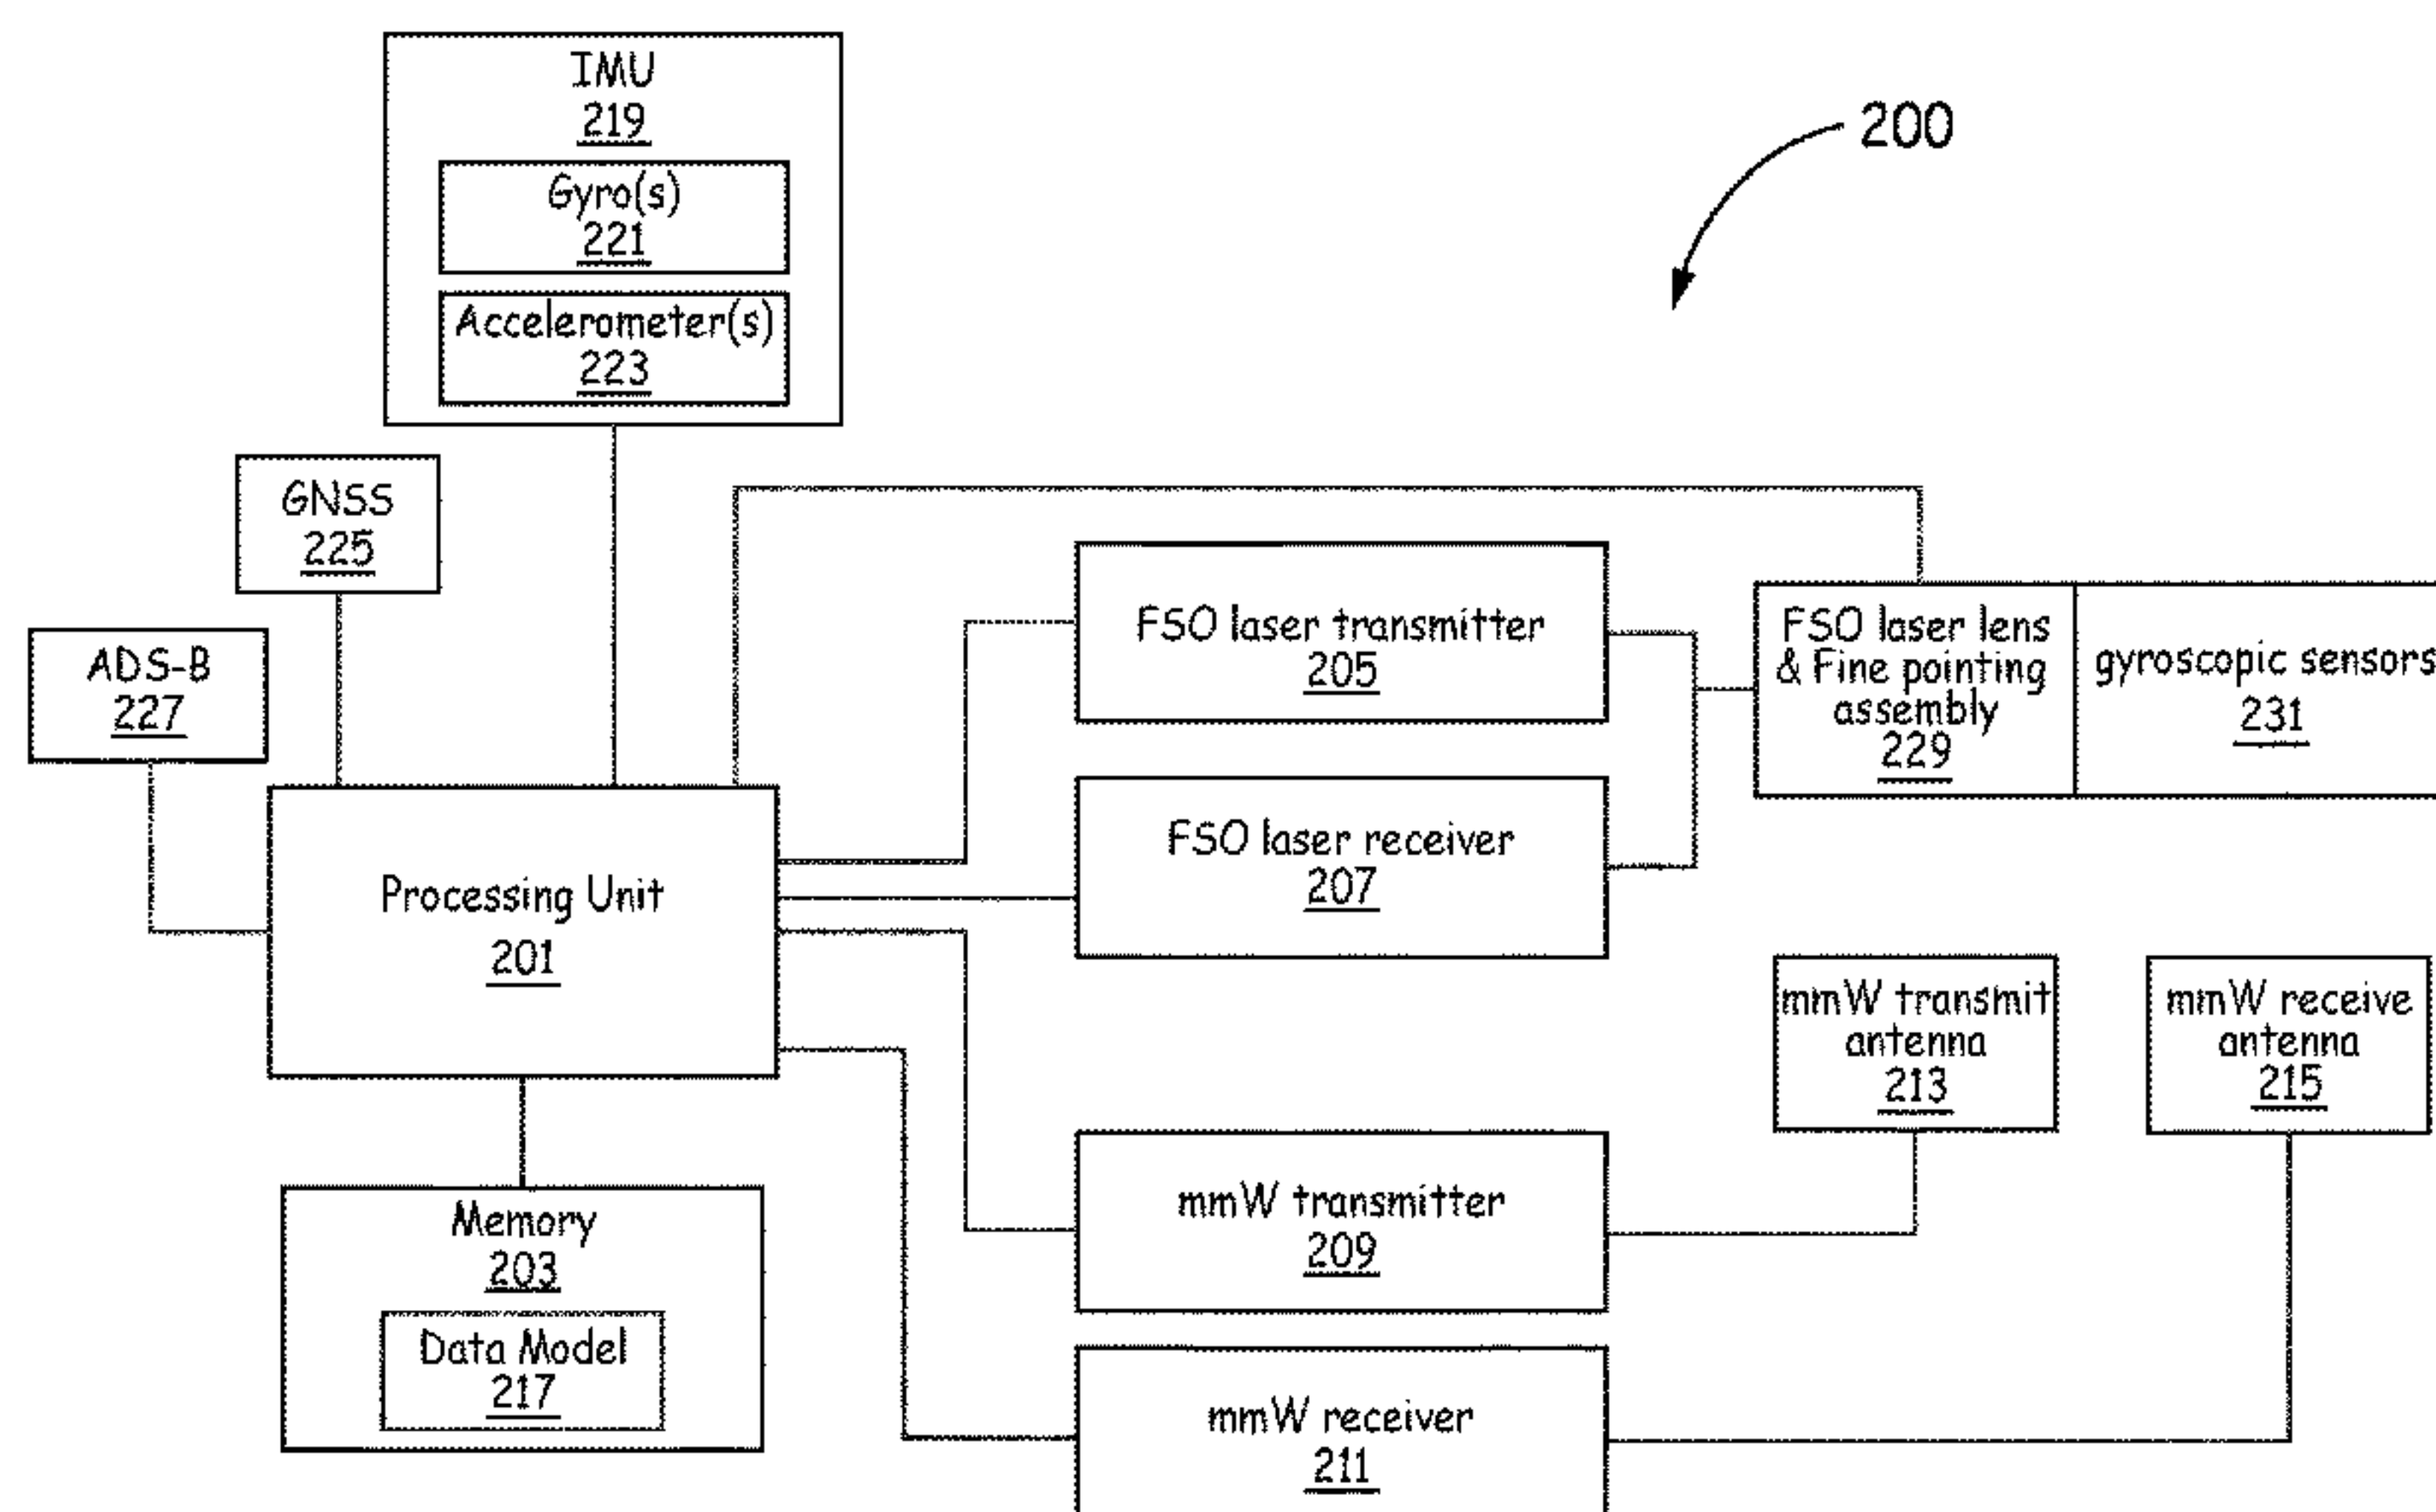 IMU
219
Gyro(s)
221
Accelerometer(s)
223
200
GNSS
225
ADS-B
227
FSO laser transmitter
205
FSO laser lens
& Fine pointing
assembly
229
gyroscopic sensors
231
Processing Unit
201
FSO laser receiver
207
mmW transmit
antenna
213
mmW receive
antenna
215
Memory
203
Data Model
217
mmW transmitter
209
mmW receiver
211